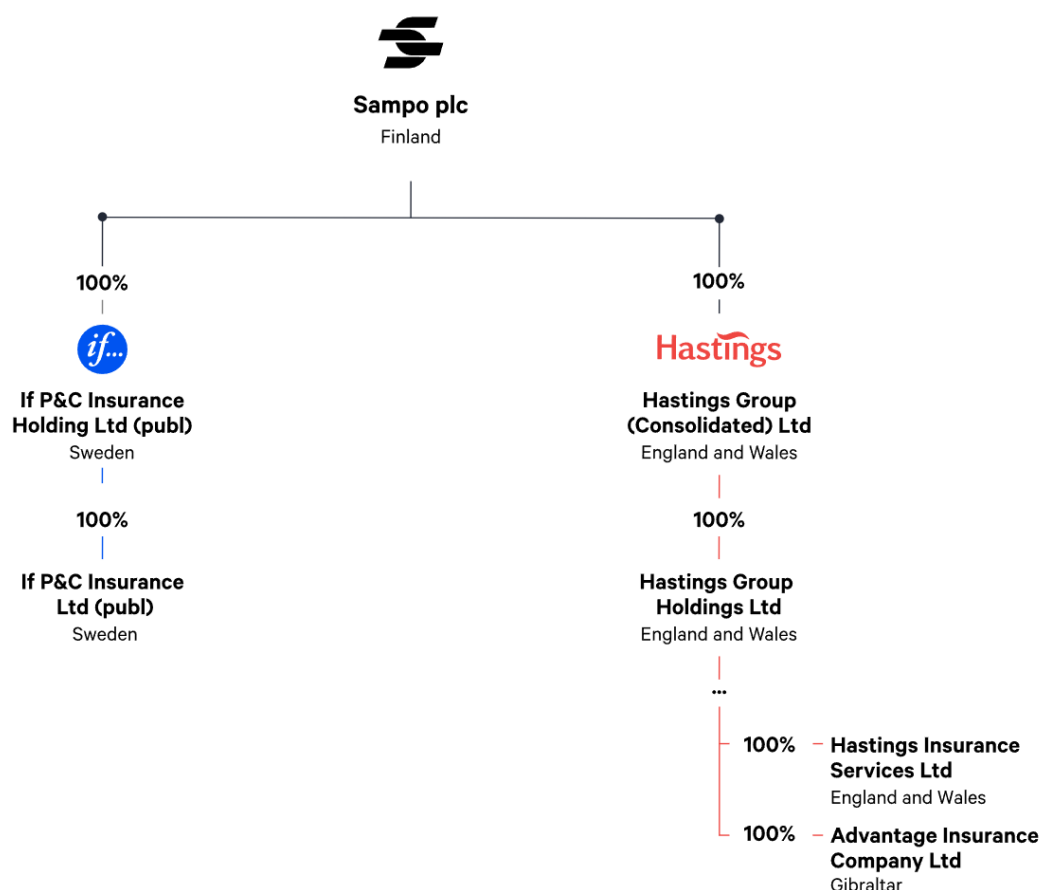 Sampo plc
Finland
100%
100%
if...
Hastings
If P&C Insurance
Holding Ltd (publ)
Sweden
Hastings Group
(Consolidated) Ltd
England and Wales
100%
100%
If P&C Insurance
Ltd (publ)
Sweden
Hastings Group
Holdings Ltd
England and Wales
...
100%
Hastings Insurance
Services Ltd
England and Wales
100%
Advantage Insurance
Company Ltd
Gibraltar